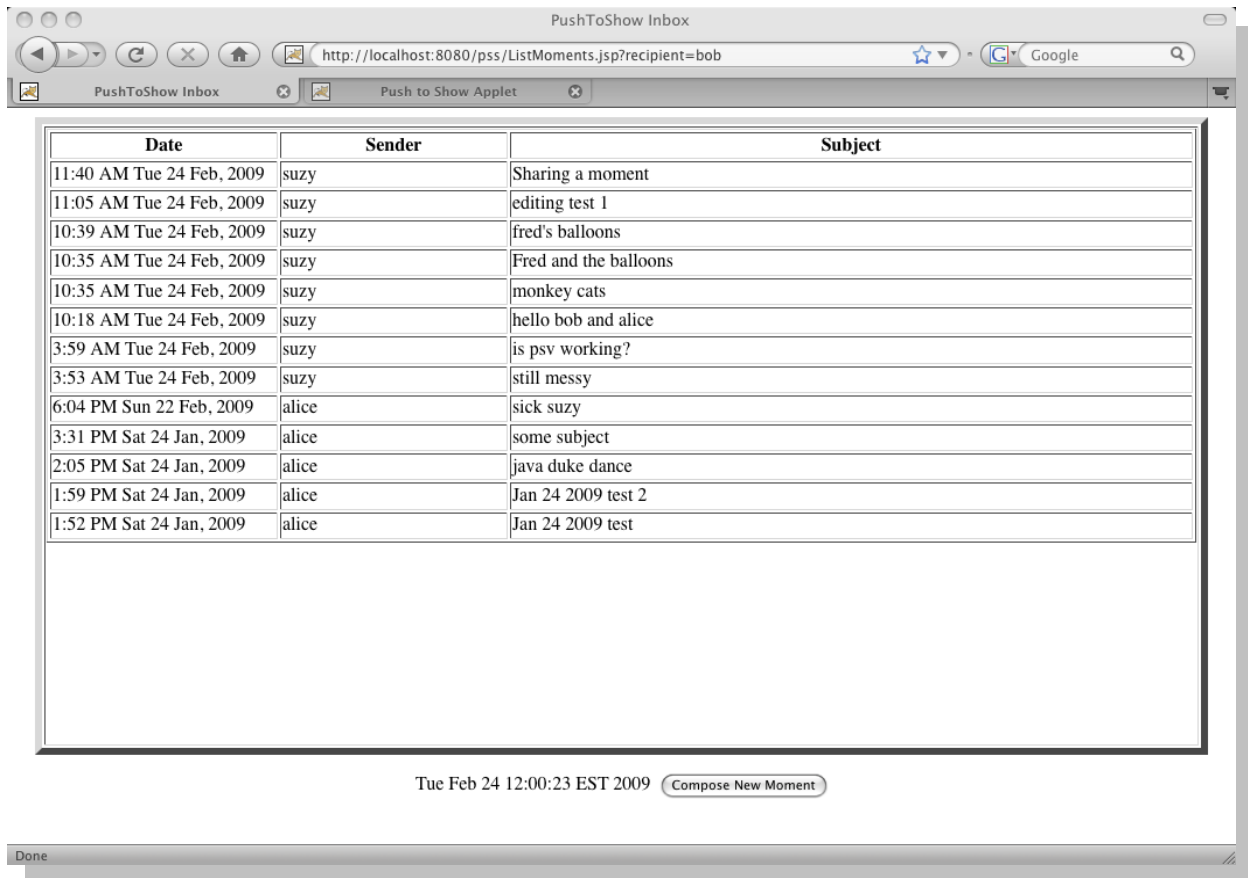 PushToShow Inbox
http://localhost:8080/pss/ListMoments.jsp?recipient=bob Google
PushToShow Inbox Push to Show Applet
Date Sender Subject
11:40 AM Tue 24 Feb, 2009 suzy Sharing a moment
11:05 AM Tue 24 Feb, 2009 suzy editing test 1
10:39 AM Tue 24 Feb, 2009 suzy fred's balloons
10:35 AM Tue 24 Feb, 2009 suzy Fred and the balloons
10:35 AM Tue 24 Feb, 2009 suzy monkey cats
10:18 AM Tue 24 Feb, 2009 suzy hello bob and alice
3:59 AM Tue 24 Feb, 2009 suzy is psv working?
3:53 AM Tue 24 Feb, 2009 suzy still messy
6:04 PM Sun 22 Feb, 2009 alice sick suzy
3:31 PM Sat 24 Jan, 2009 alice some subject
2:05 PM Sat 24 Jan, 2009 alice java duke dance
1:59 PM Sat 24 Jan, 2009 alice Jan 24 2009 test 2
1:52 PM Sat 24 Jan, 2009 alice Jan 24 2009 test
Tue Feb 24 12:00:23 EST 2009 Compose New Moment
Done